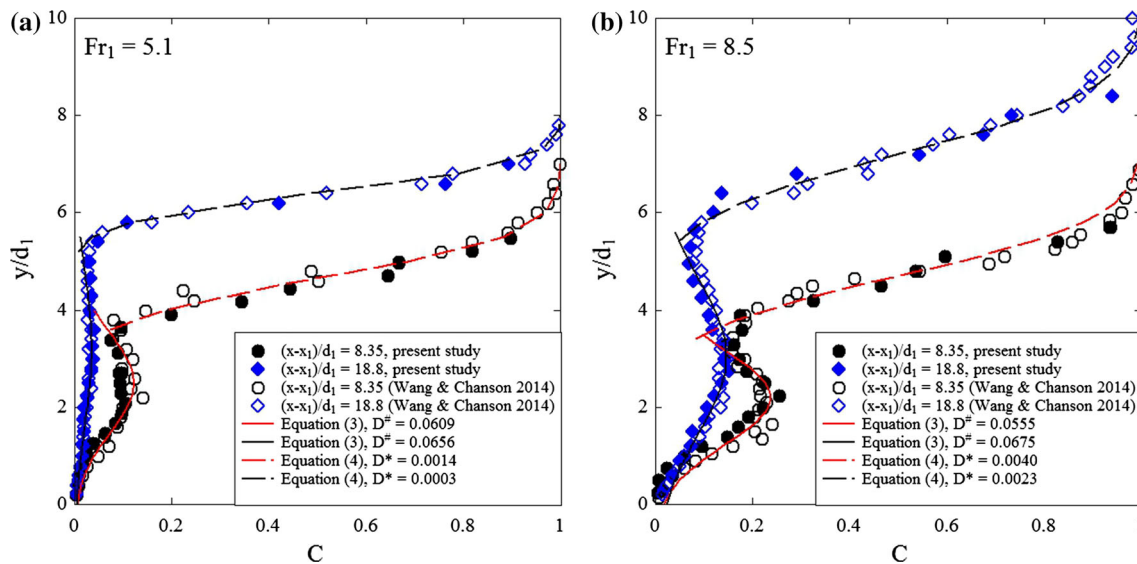 (a)
Fr1 = 5.1
10
8
6
4
2
0
y/d1
0
0.2
0.4
0.6
0.8
1
C
(x-x1)/d1 = 8.35, present study
(x-x1)/d1 = 18.8, present study
(x-x1)/d1 = 8.35 (Wang & Chanson 2014)
(x-x1)/d1 = 18.8 (Wang & Chanson 2014)
Equation (3), D# = 0.0609
Equation (3), D# = 0.0656
Equation (4), D* = 0.0014
Equation (4), D* = 0.0003
(b)
Fr1 = 8.5
10
8
6
4
2
0
y/d1
0
0.2
0.4
0.6
0.8
C
(x-x1)/d1 = 8.35, present study
(x-x1)/d1 = 18.8, present study
(x-x1)/d1 = 8.35 (Wang & Chanson 2014)
(x-x1)/d1 = 18.8 (Wang & Chanson 2014)
Equation (3), D# = 0.0555
Equation (3), D# = 0.0675
Equation (4), D* = 0.0040
Equation (4), D* = 0.0023